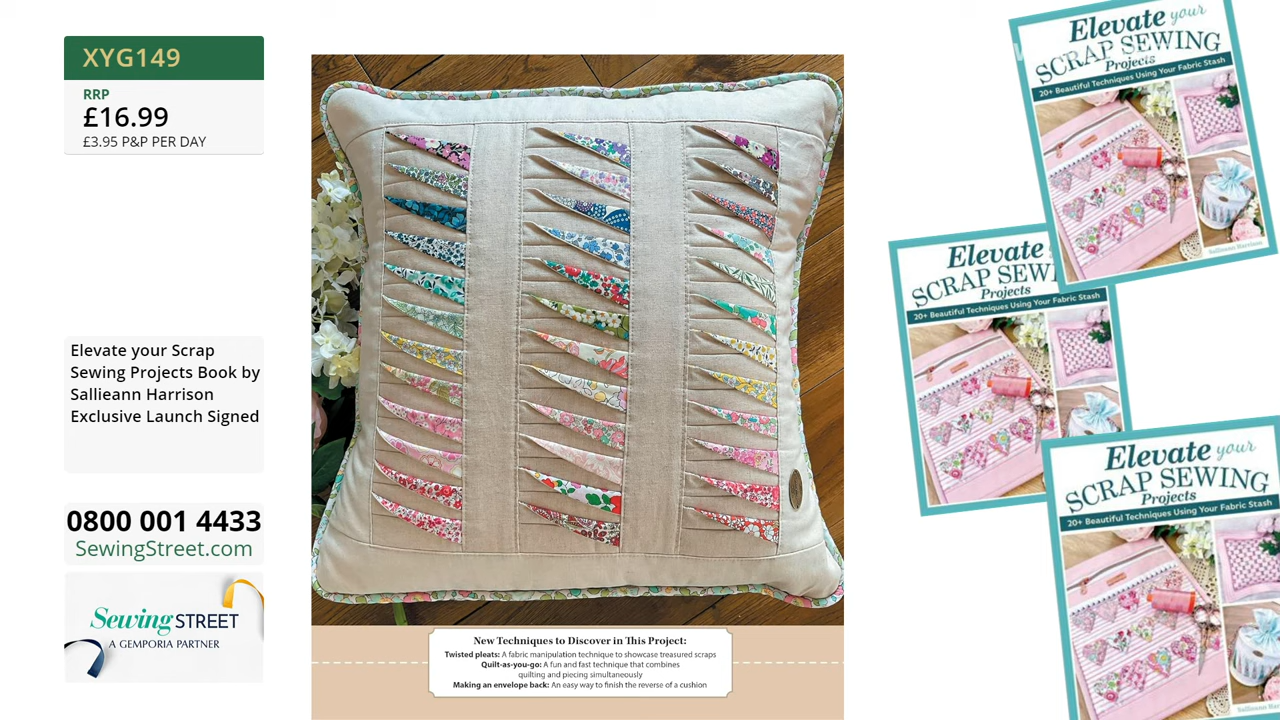 XYG149
RRP
£16.99
£3.95 P&P PER DAY
Elevate your Scrap
Sewing Projects Book by
Sallieann Harrison
Exclusive Launch Signed
0800 001 4433
SewingStreet.com
Sewing STREET
A GEMPORIA PARTNER
New Techniques to Discover in This Project:
Twisted pleats: A fabric manipulation technique to showcase treasured scraps
Quilt-as-you-go: A fun and fast technique that combines
quilting and piecing simultaneously
Making an envelope back: An easy way to finish the reverse of a cushion
Elevate your
SCRAP SEWING
Projects
20+ Beautiful Techniques Using Your Fabric Stash
Sallieann Harrison
Elevate
SCRAP SEWI
Projects
20+ Beautiful Techniques Using Your Fabric Stash
Elevate your
SCRAP SEWING
Projects
20+ Beautiful Techniques Using Your Fabric Stash
Sallieann Har